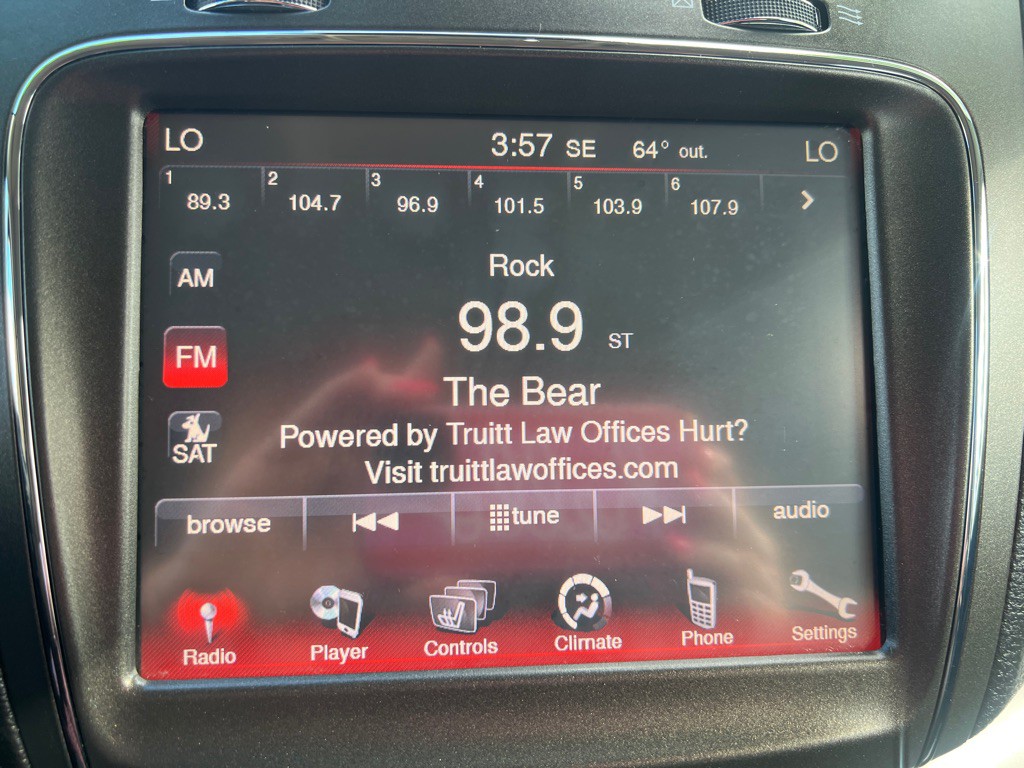 LO 3:57 SE 64° out. LO
1 2 3 4 5 6
89.3 104.7 96.9 101.5 103.9 107.9 >
AM
Rock
98.9 ST
FM
The Bear
Powered by Truitt Law Offices Hurt?
SAT
Visit truittlawoffices.com
browse tune audio
Radio Player Controls Climate Phone Settings